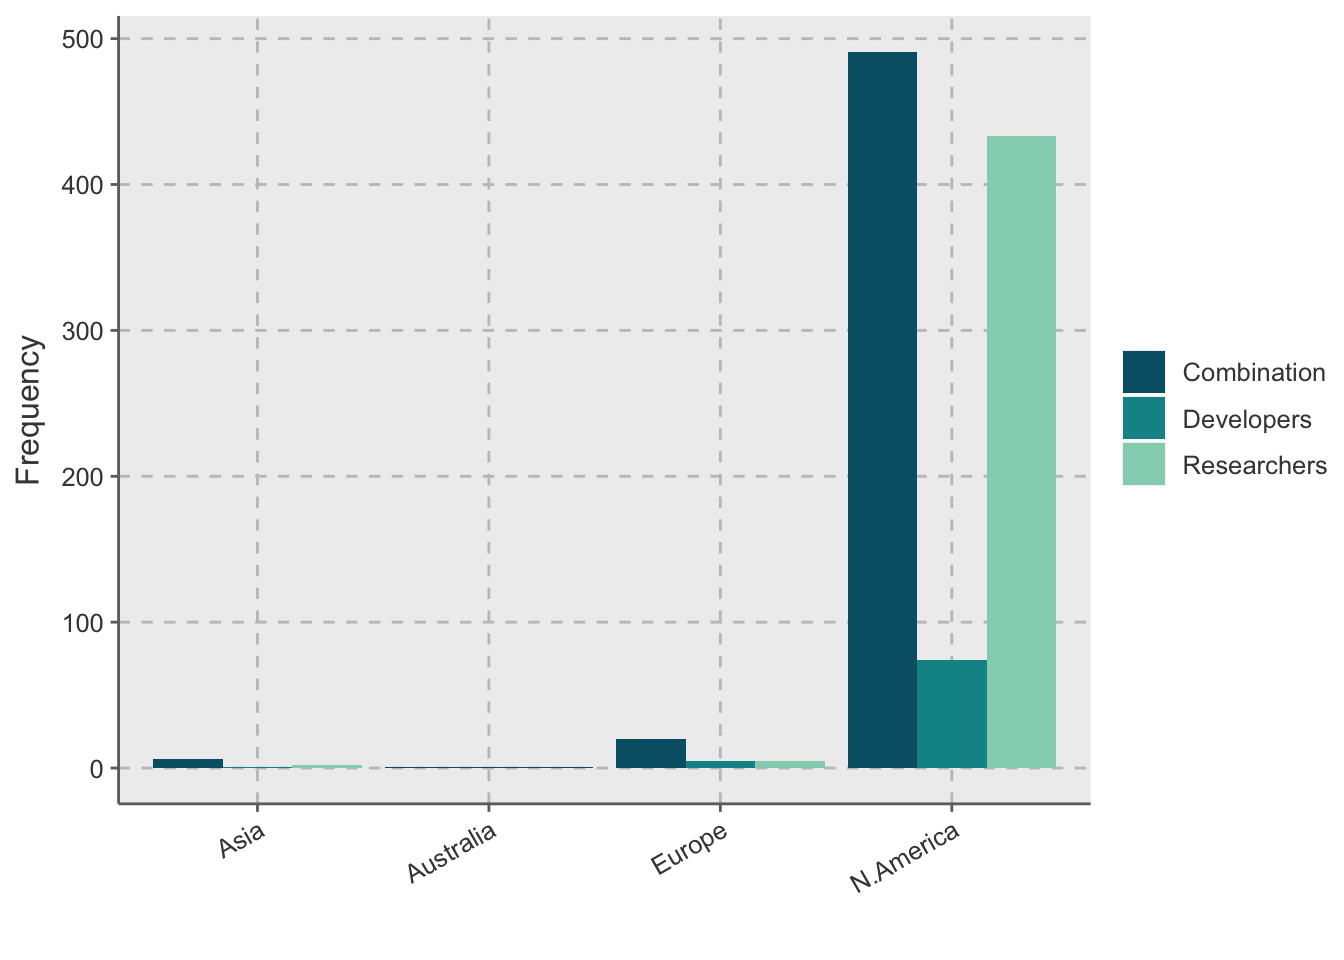 500
400
300
200
100
0
Frequency
Asia
Australia
Europe
N.America
Combination
Developers
Researchers